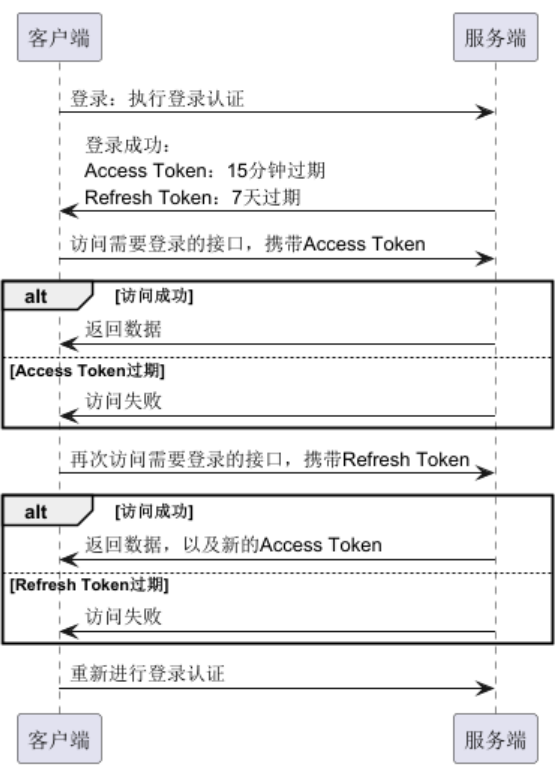 客户端
服务端
登录：执行登录认证
登录成功：
Access Token：15分钟过期
Refresh Token：7天过期
访问需要登录的接口，携带Access Token
alt
[访问成功]
返回数据
[Access Token过期]
访问失败
再次访问需要登录的接口，携带Refresh Token
alt
[访问成功]
返回数据，以及新的Access Token
[Refresh Token过期]
访问失败
重新进行登录认证
客户端
服务端